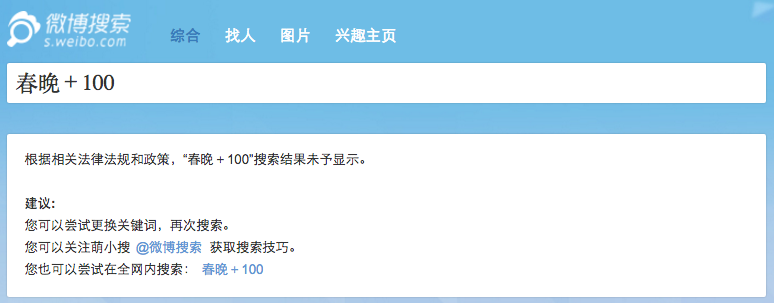 微博搜索
s.weibo.com
综合 找人 图片 兴趣主页
春晚＋100
根据相关法律法规和政策，“春晚＋100”搜索结果未予显示。
建议:
您可以尝试更换关键词，再次搜索。
您可以关注萌小搜 @微博搜索 获取搜索技巧。
您也可以尝试在全网内搜索： 春晚＋100